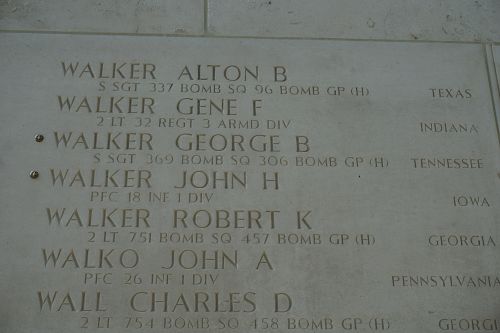 WALKER ALTON B
S SGT 337 BOMB SQ 96 BOMB GP (H) TEXAS
WALKER GENE F
2 LT 32 REGT 3 ARMD DIV INDIANA
WALKER GEORGE B
S SGT 369 BOMB SQ 306 BOMB GP (H) TENNESSEE
WALKER JOHN H
PFC 18 INF 1 DIV IOWA
WALKER ROBERT K
2 LT 751 BOMB SQ 457 BOMB GP (H) GEORGIA
WALKO JOHN A
PFC 26 INF 1 DIV PENNSYLVANIA
WALL CHARLES D
2 LT 754 BOMB SQ 458 BOMB GP (H) GEORGI